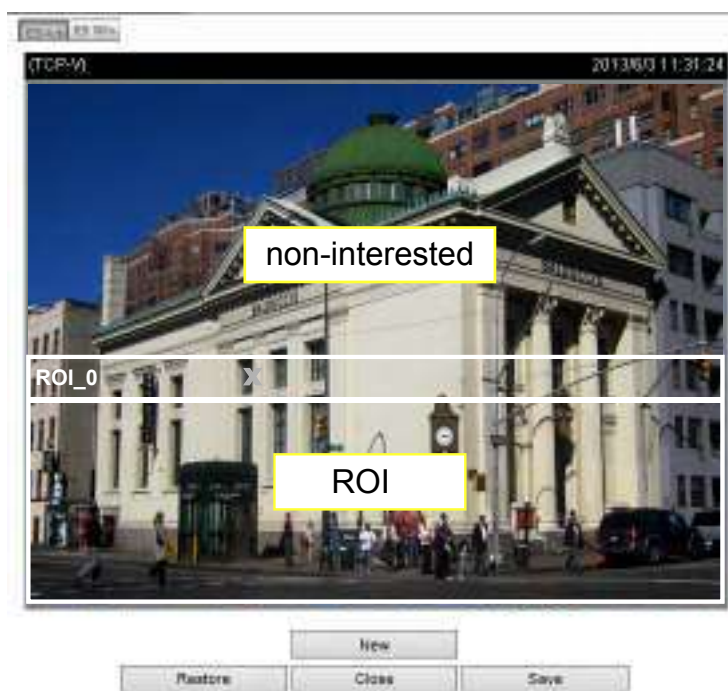 (TCP-V)
2013/6/3 11:31:24
non-interested
ROI_0
X
ROI
New
Restore
Close
Save